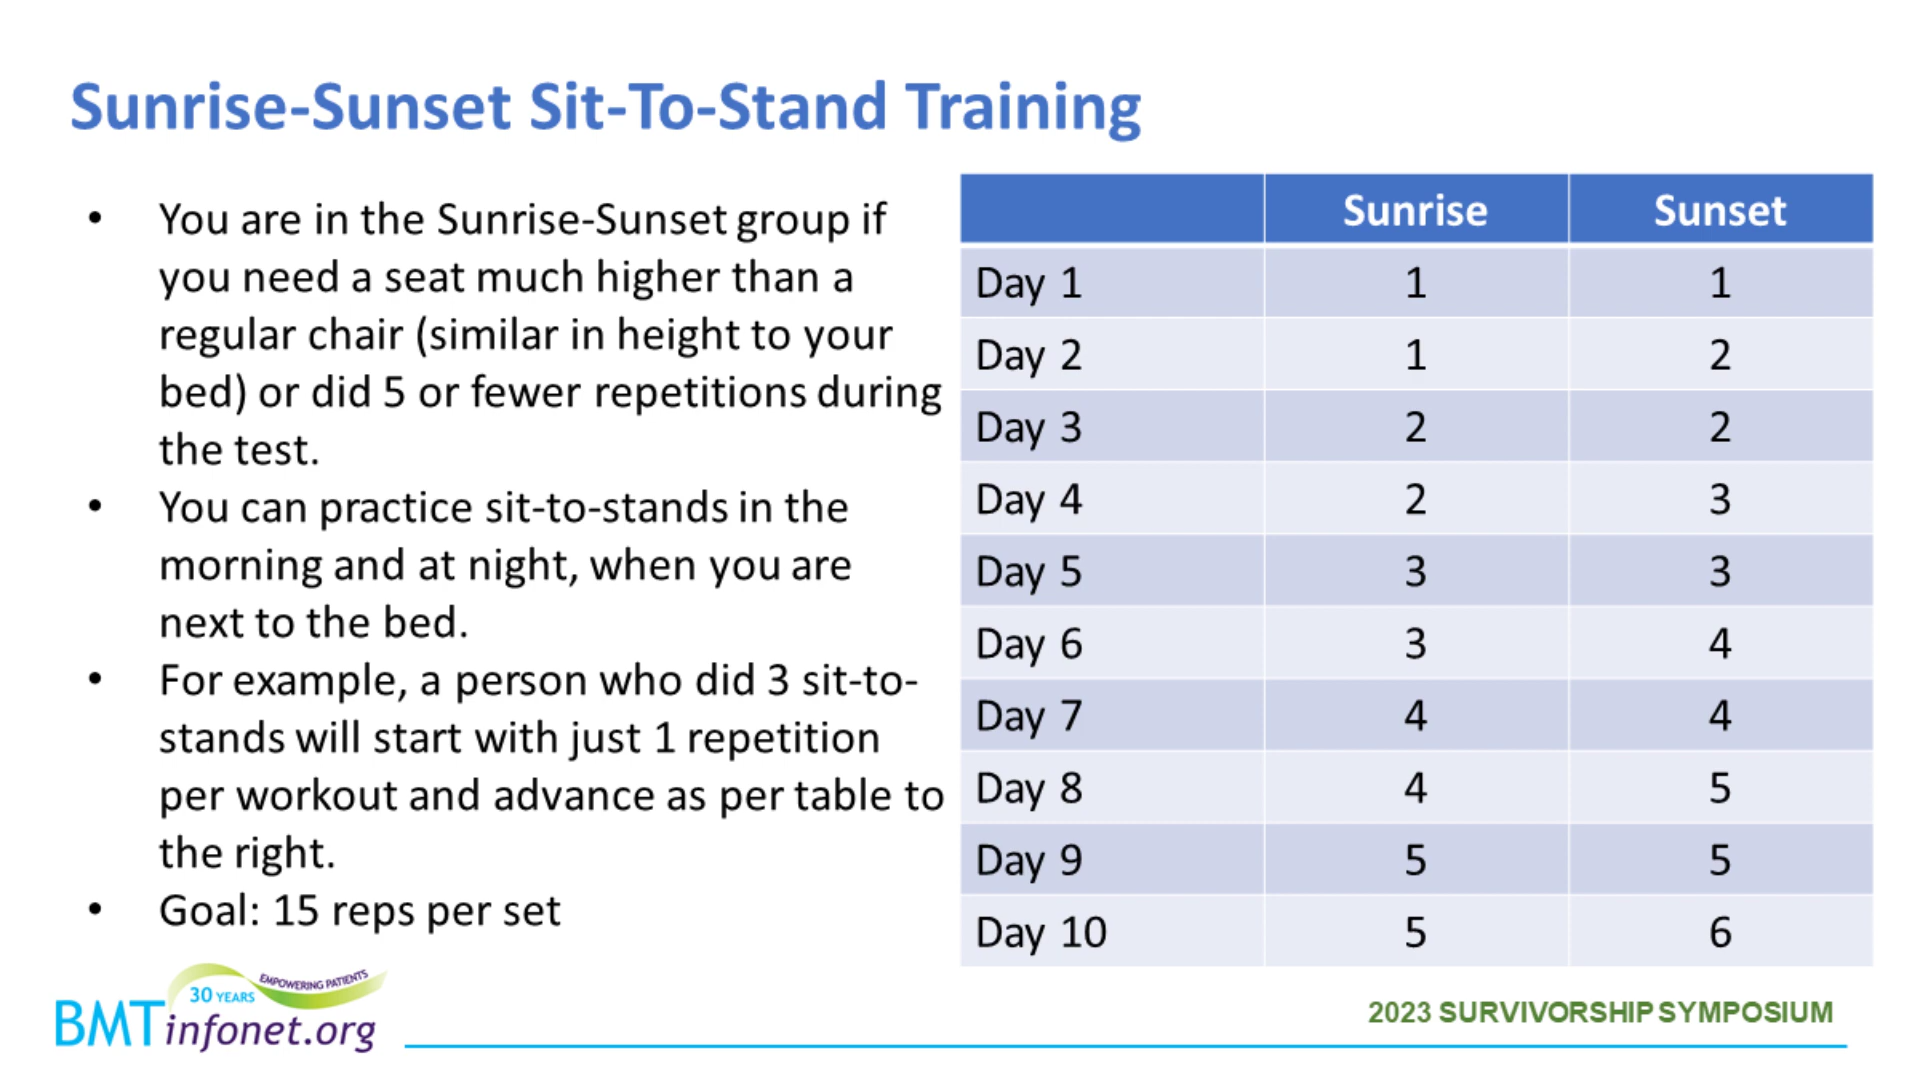 Sunrise-Sunset Sit-To-Stand Training
• You are in the Sunrise-Sunset group if
you need a seat much higher than a
regular chair (similar in height to your
bed) or did 5 or fewer repetitions during
the test.
• You can practice sit-to-stands in the
morning and at night, when you are
next to the bed.
• For example, a person who did 3 sit-to-
stands will start with just 1 repetition
per workout and advance as per table to
the right.
• Goal: 15 reps per set
Sunrise Sunset
Day 1 1 1
Day 2 1 2
Day 3 2 2
Day 4 2 3
Day 5 3 3
Day 6 3 4
Day 7 4 4
Day 8 4 5
Day 9 5 5
Day 10 5 6
30 YEARS EMPOWERING PATIENTS
BMTinfonet.org
2023 SURVIVORSHIP SYMPOSIUM